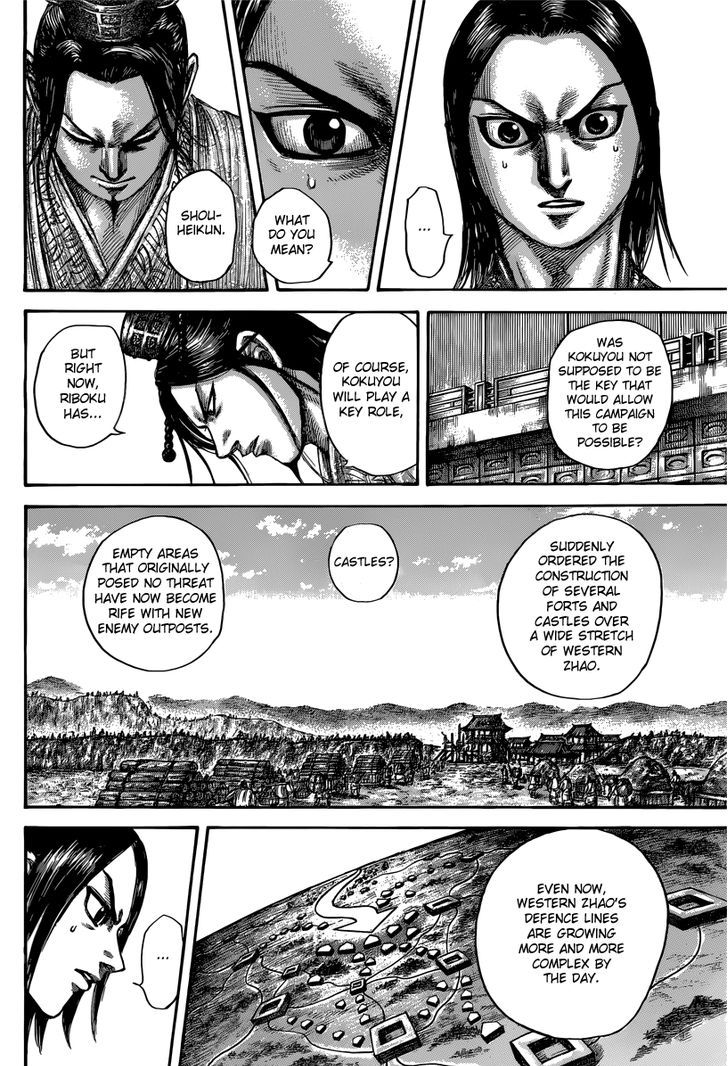 ...
WHAT
DO YOU
MEAN?
SHOU-
HEIKUN.
WAS
KOKUYOU NOT
SUPPOSED TO BE
THE KEY THAT
WOULD ALLOW
THIS CAMPAIGN
TO BE
POSSIBLE?
OF COURSE,
KOKUYOU
WILL PLAY A
KEY ROLE,
BUT
RIGHT
NOW,
RIBOKU
HAS...
SUDDENLY
ORDERED THE
CONSTRUCTION
OF SEVERAL
FORTS AND
CASTLES OVER
A WIDE STRETCH
OF WESTERN
ZHAO.
CASTLES?
EMPTY AREAS
THAT ORIGINALLY
POSED NO THREAT
HAVE NOW BECOME
RIFE WITH NEW
ENEMY OUTPOSTS.
EVEN NOW,
WESTERN ZHAO'S
DEFENCE LINES
ARE GROWING
MORE AND MORE
COMPLEX BY
THE DAY.
...